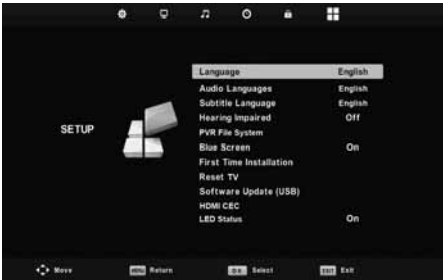 Language English
Audio Languages English
Subtitle Language English
Hearing Impaired Off
SETUP
PVR File System
Blue Screen On
First Time Installation
Reset TV
Software Update (USB)
HDMI CEC
LED Status On
Move MENU Return OK Select EXIT Exit